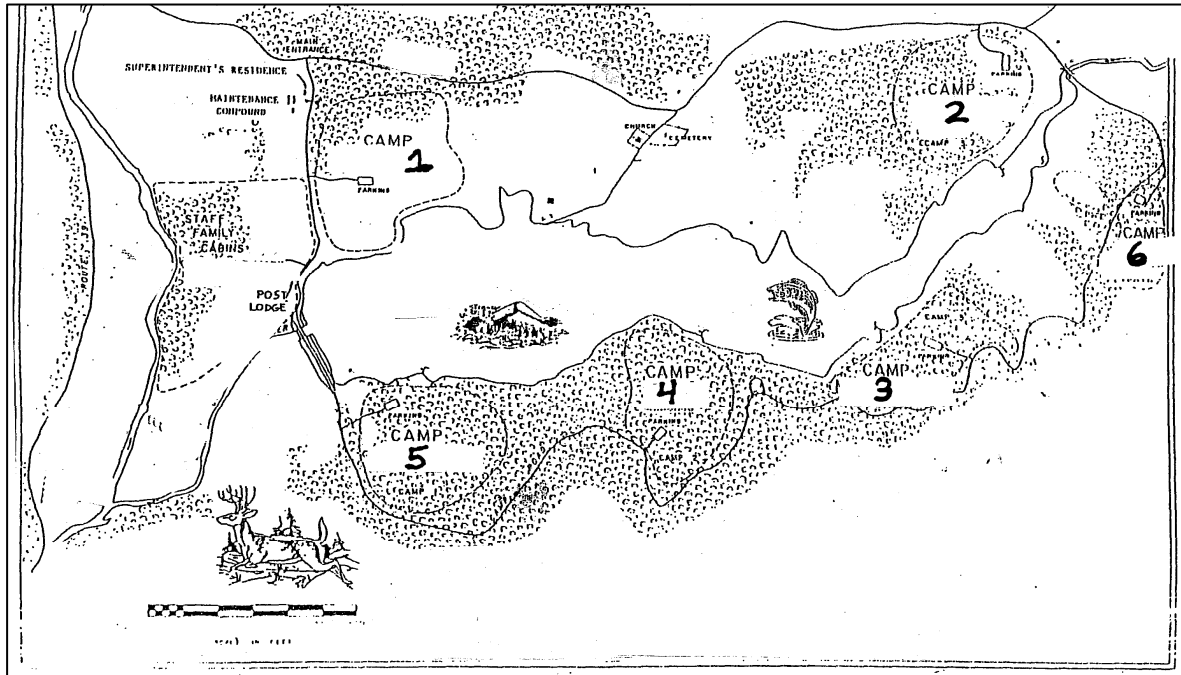 MAIN
ENTRANCE
SUPERINTENDENT'S RESIDENCE
MAINTENANCE
COMPOUND
CAMP
1
PARKING
CHURCH
CEMETERY
PARKING
CAMP
2
CAMP
STAFF
FAMILY
CABINS
PARKING
CAMP
6
POST
LODGE
CAMP
CAMP
3
CAMP
4
PARKING
CAMP
PARKING
CAMP
5
CAMP
SCALE IN FEET